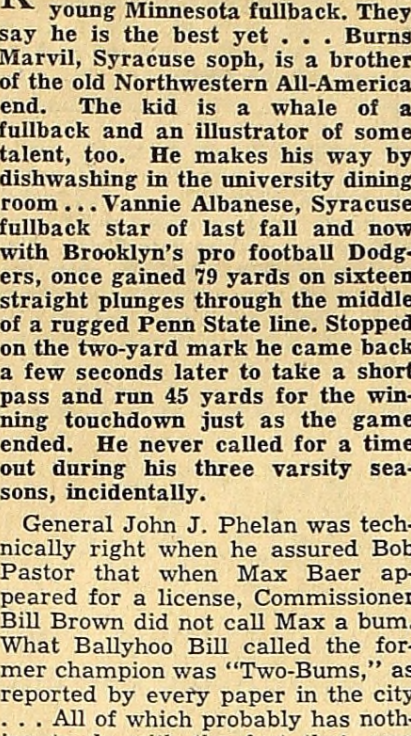 young Minnesota fullback. They
say he is the best yet . . . Burns
Marvil, Syracuse soph, is a brother
of the old Northwestern All-America
end. The kid is a whale of a
fullback and an illustrator of some
talent, too. He makes his way by
dishwashing in the university dining
room . . . Vannie Albanese, Syracuse
fullback star of last fall and now
with Brooklyn's pro football Dodg-
ers, once gained 79 yards on sixteen
straight plunges through the middle
of a rugged Penn State line. Stopped
on the two-yard mark he came back
a few seconds later to take a short
pass and run 45 yards for the win-
ning touchdown just as the game
ended. He never called for a time
out during his three varsity sea-
sons, incidentally.
General John J. Phelan was tech-
nically right when he assured Bob
Pastor that when Max Baer ap-
peared for a license, Commissioner
Bill Brown did not call Max a bum.
What Ballyhoo Bill called the for-
mer champion was "Two-Bums," as
reported by every paper in the city
. . . All of which probably has noth-